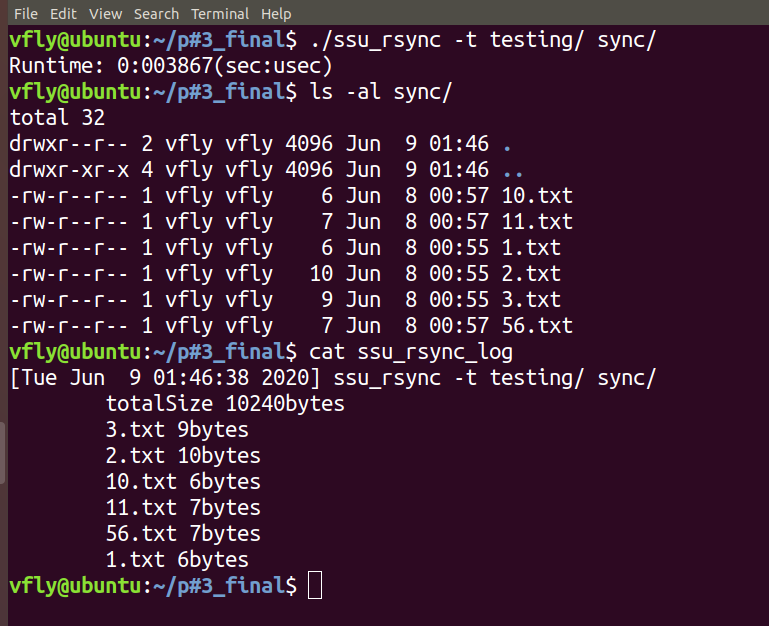 File Edit View Search Terminal Help
vfly@ubuntu:~/p#3_final$ ./ssu_rsync -t testing/ sync/
Runtime: 0:003867(sec:usec)
vfly@ubuntu:~/p#3_final$ ls -al sync/
total 32
drwxr--r-- 2 vfly vfly 4096 Jun  9 01:46 .
drwxr-xr-x 4 vfly vfly 4096 Jun  9 01:46 ..
-rw-r--r-- 1 vfly vfly    6 Jun  8 00:57 10.txt
-rw-r--r-- 1 vfly vfly    7 Jun  8 00:57 11.txt
-rw-r--r-- 1 vfly vfly    6 Jun  8 00:55 1.txt
-rw-r--r-- 1 vfly vfly   10 Jun  8 00:55 2.txt
-rw-r--r-- 1 vfly vfly    9 Jun  8 00:55 3.txt
-rw-r--r-- 1 vfly vfly    7 Jun  8 00:57 56.txt
vfly@ubuntu:~/p#3_final$ cat ssu_rsync_log
[Tue Jun  9 01:46:38 2020] ssu_rsync -t testing/ sync/
        totalSize 10240bytes
        3.txt 9bytes
        2.txt 10bytes
        10.txt 6bytes
        11.txt 7bytes
        56.txt 7bytes
        1.txt 6bytes
vfly@ubuntu:~/p#3_final$